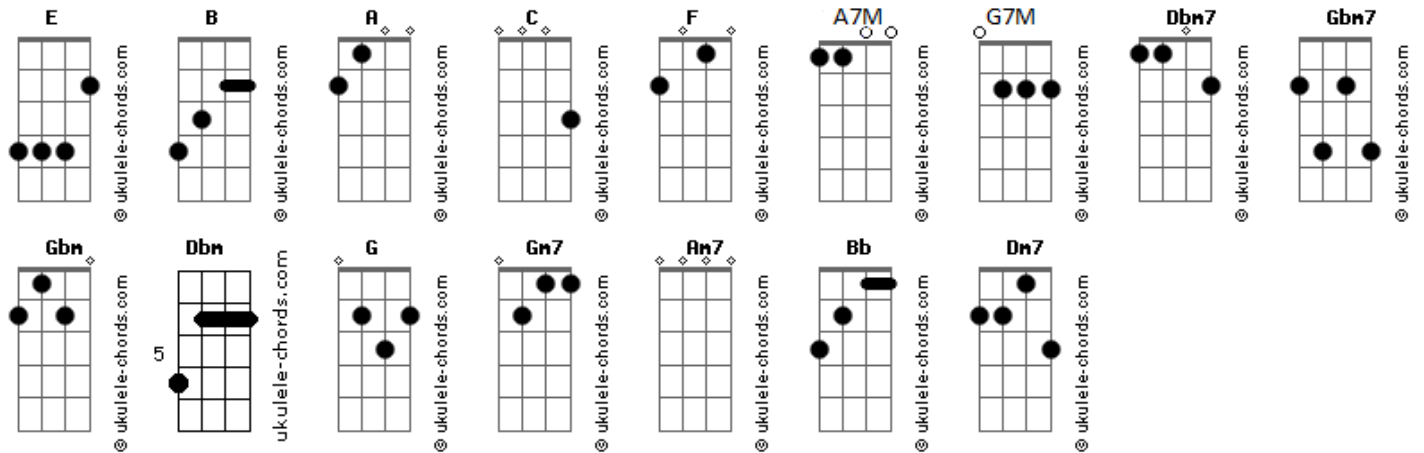 E B A C F A7M G7M Dbm7 Gbm7
© ukulele-chords.com © ukulele-chords.com © ukulele-chords.com © ukulele-chords.com © ukulele-chords.com © ukulele-chords.com © ukulele-chords.com © ukulele-chords.com © ukulele-chords.com
Gbm Dbm G Gm7 Am7 Bb Dm7
5
© ukulele-chords.com ukulele-chords.com © ukulele-chords.com © ukulele-chords.com © ukulele-chords.com © ukulele-chords.com © ukulele-chords.com